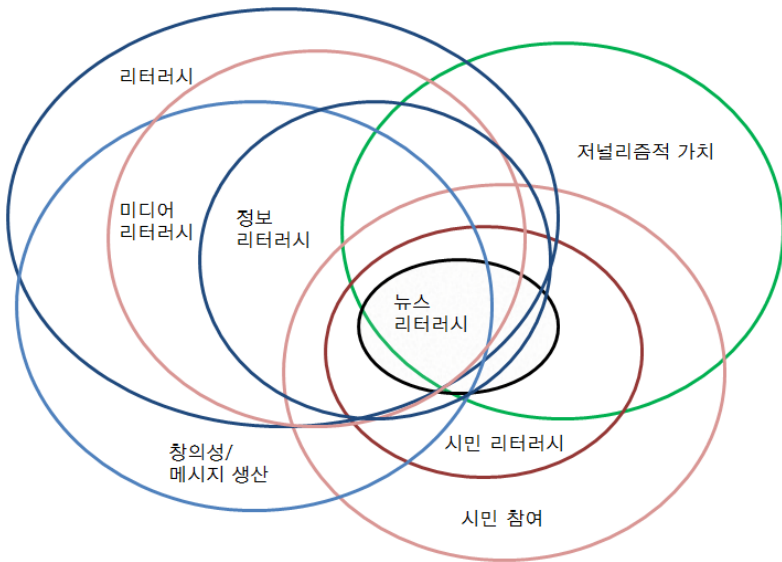 리터러시
저널리즘적 가치
미디어
리터러시
정보
리터러시
뉴스
리터러시
시민 리터러시
창의성/
메시지 생산
시민 참여